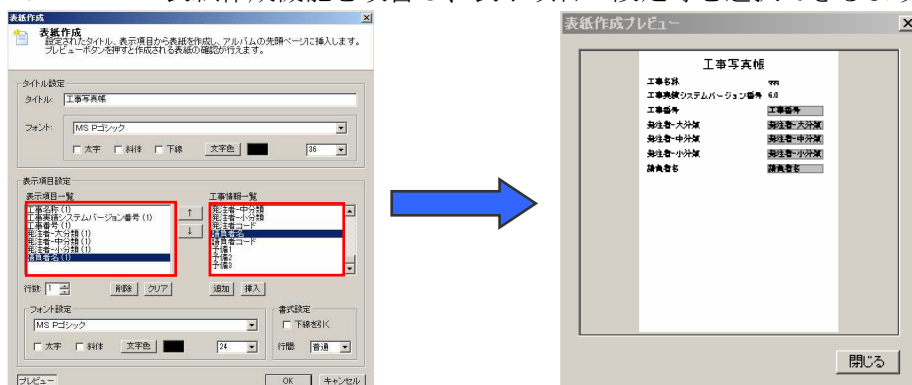 表紙作成
表紙作成
設定されたタイトル、表示項目から表紙を作成し、アルバムの先頭ページに挿入します。
プレビューボタンを押すと作成される表紙の確認が行えます。
タイトル設定
タイトル: 工事写真帳
フォント: MS Pゴシック
太字 斜体 下線 文字色 36
表示項目設定
表示項目一覧
工事名称 (1)
工事実績システムバージョン番号 (1)
工事番号 (1)
発注者-大分類 (1)
発注者-中分類 (1)
発注者-小分類 (1)
請負者名 (1)
↑
↓
工事情報一覧
発注者-中分類
発注者-小分類
発注者コード
請負者名
請負者コード
予備1
予備2
予備3
行数: 1 削除 クリア 追加 挿入
フォント設定
MS Pゴシック
太字 斜体 文字色 24
書式設定
下線を引く
行間: 普通
プレビュー OK キャンセル
表紙作成プレビュー
工事写真帳
工事名称
工事実績システムバージョン番号 6.0
工事番号 工事番号
発注者-大分類 発注者-大分類
発注者-中分類 発注者-中分類
発注者-小分類 発注者-小分類
請負者名 請負者名
閉じる